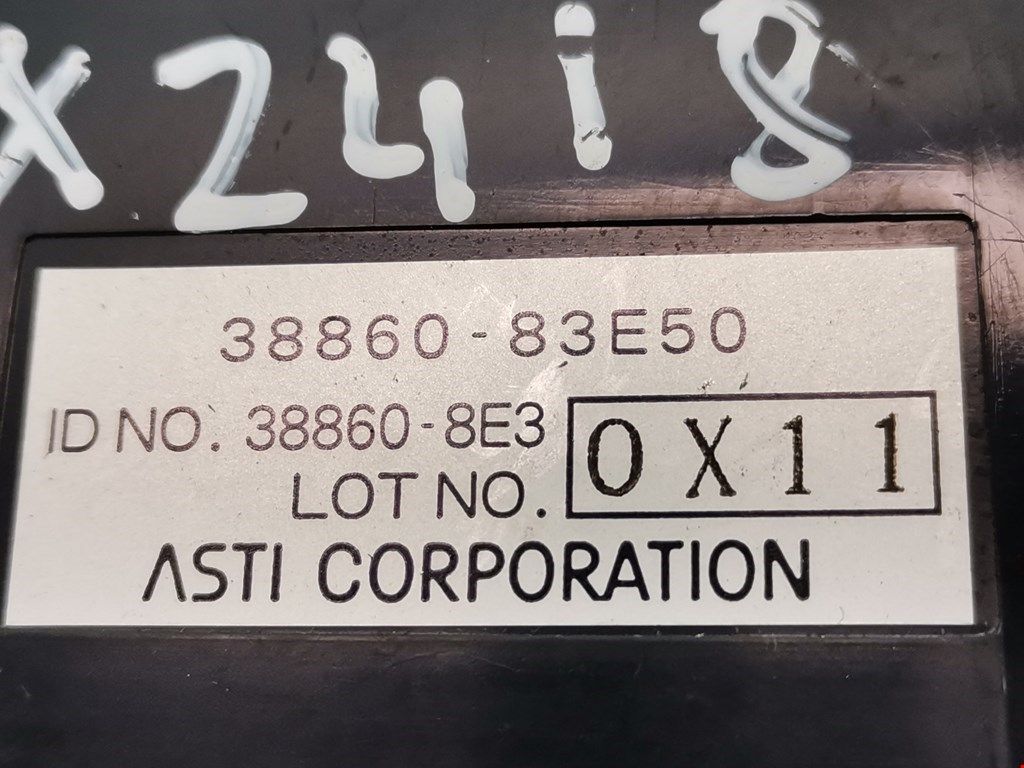 X24i8
38860-83E50
ID NO. 38860-8E3
LOT NO. 0X11
ASTI CORPORATION